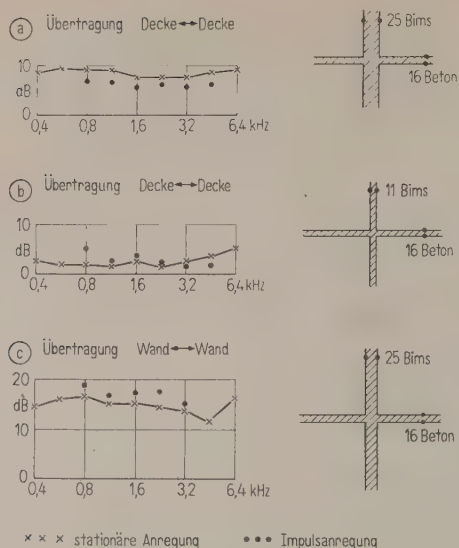 a Übertragung Decke ↔ Decke
10
dB
0
0,4 0,8 1,6 3,2 6,4 kHz
25 Bims
16 Beton
b Übertragung Decke ↔ Decke
10
dB
0
0,4 0,8 1,6 3,2 6,4 kHz
11 Bims
16 Beton
c Übertragung Wand ↔ Wand
20
dB
10
0
0,4 0,8 1,6 3,2 6,4 kHz
25 Bims
16 Beton
× × × stationäre Anregung • • • Impulsanregung